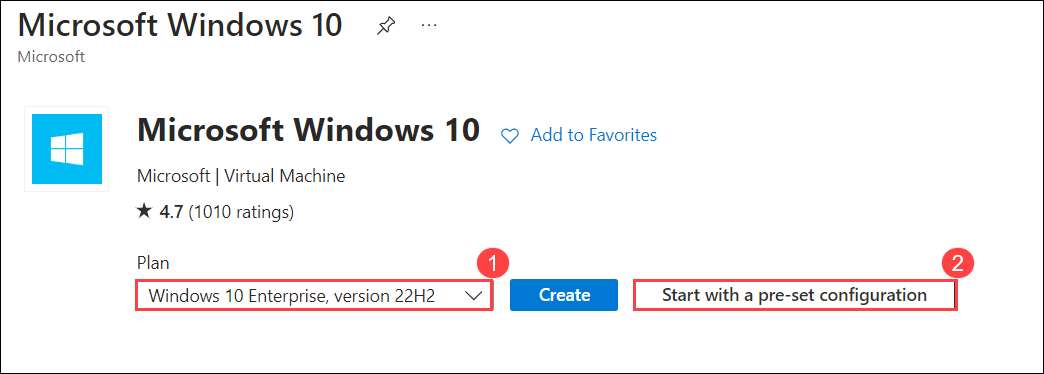 Microsoft Windows 10 ...
Microsoft
Microsoft Windows 10 Add to Favorites
Microsoft | Virtual Machine
★ 4.7 (1010 ratings)
Plan 1 2
Windows 10 Enterprise, version 22H2 Create Start with a pre-set configuration